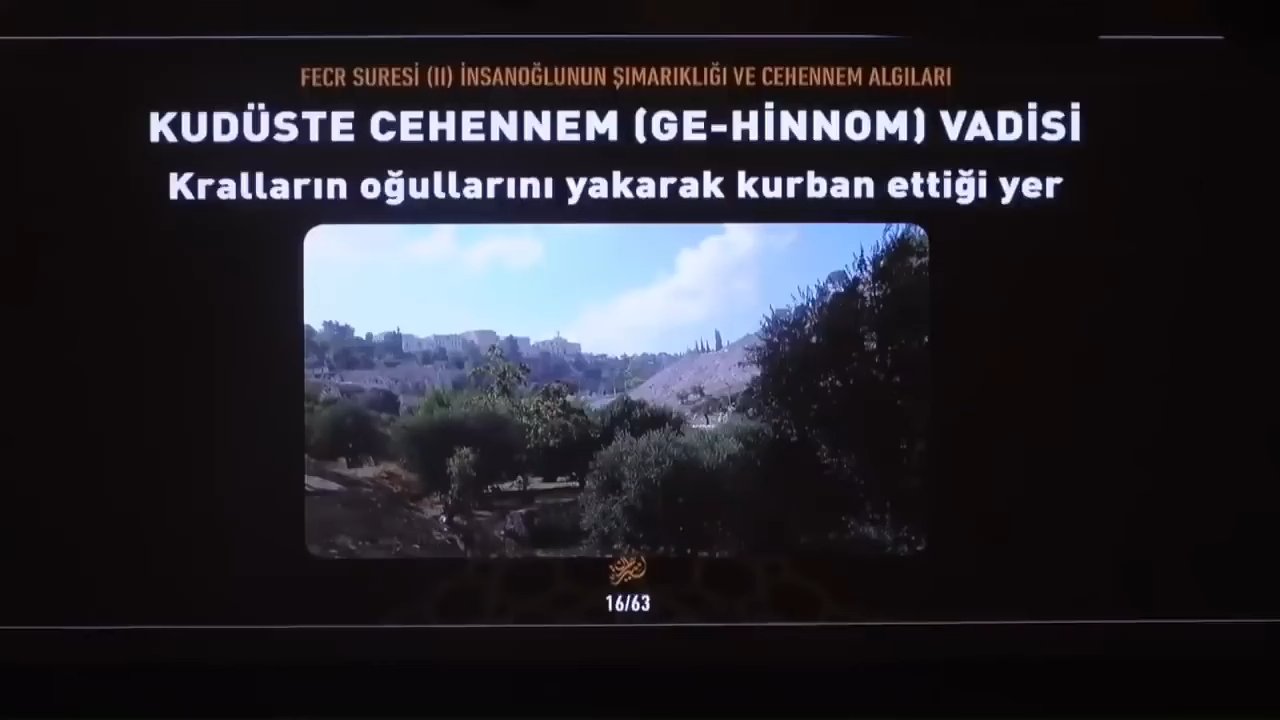 FECR SURESİ (II) İNSANOĞLUNUN ŞIMARIKLIĞI VE CEHENNEM ALGILARI
KUDÜSTE CEHENNEM (GE-HİNNOM) VADİSİ
Kralların oğullarını yakarak kurban ettiği yer
16/63